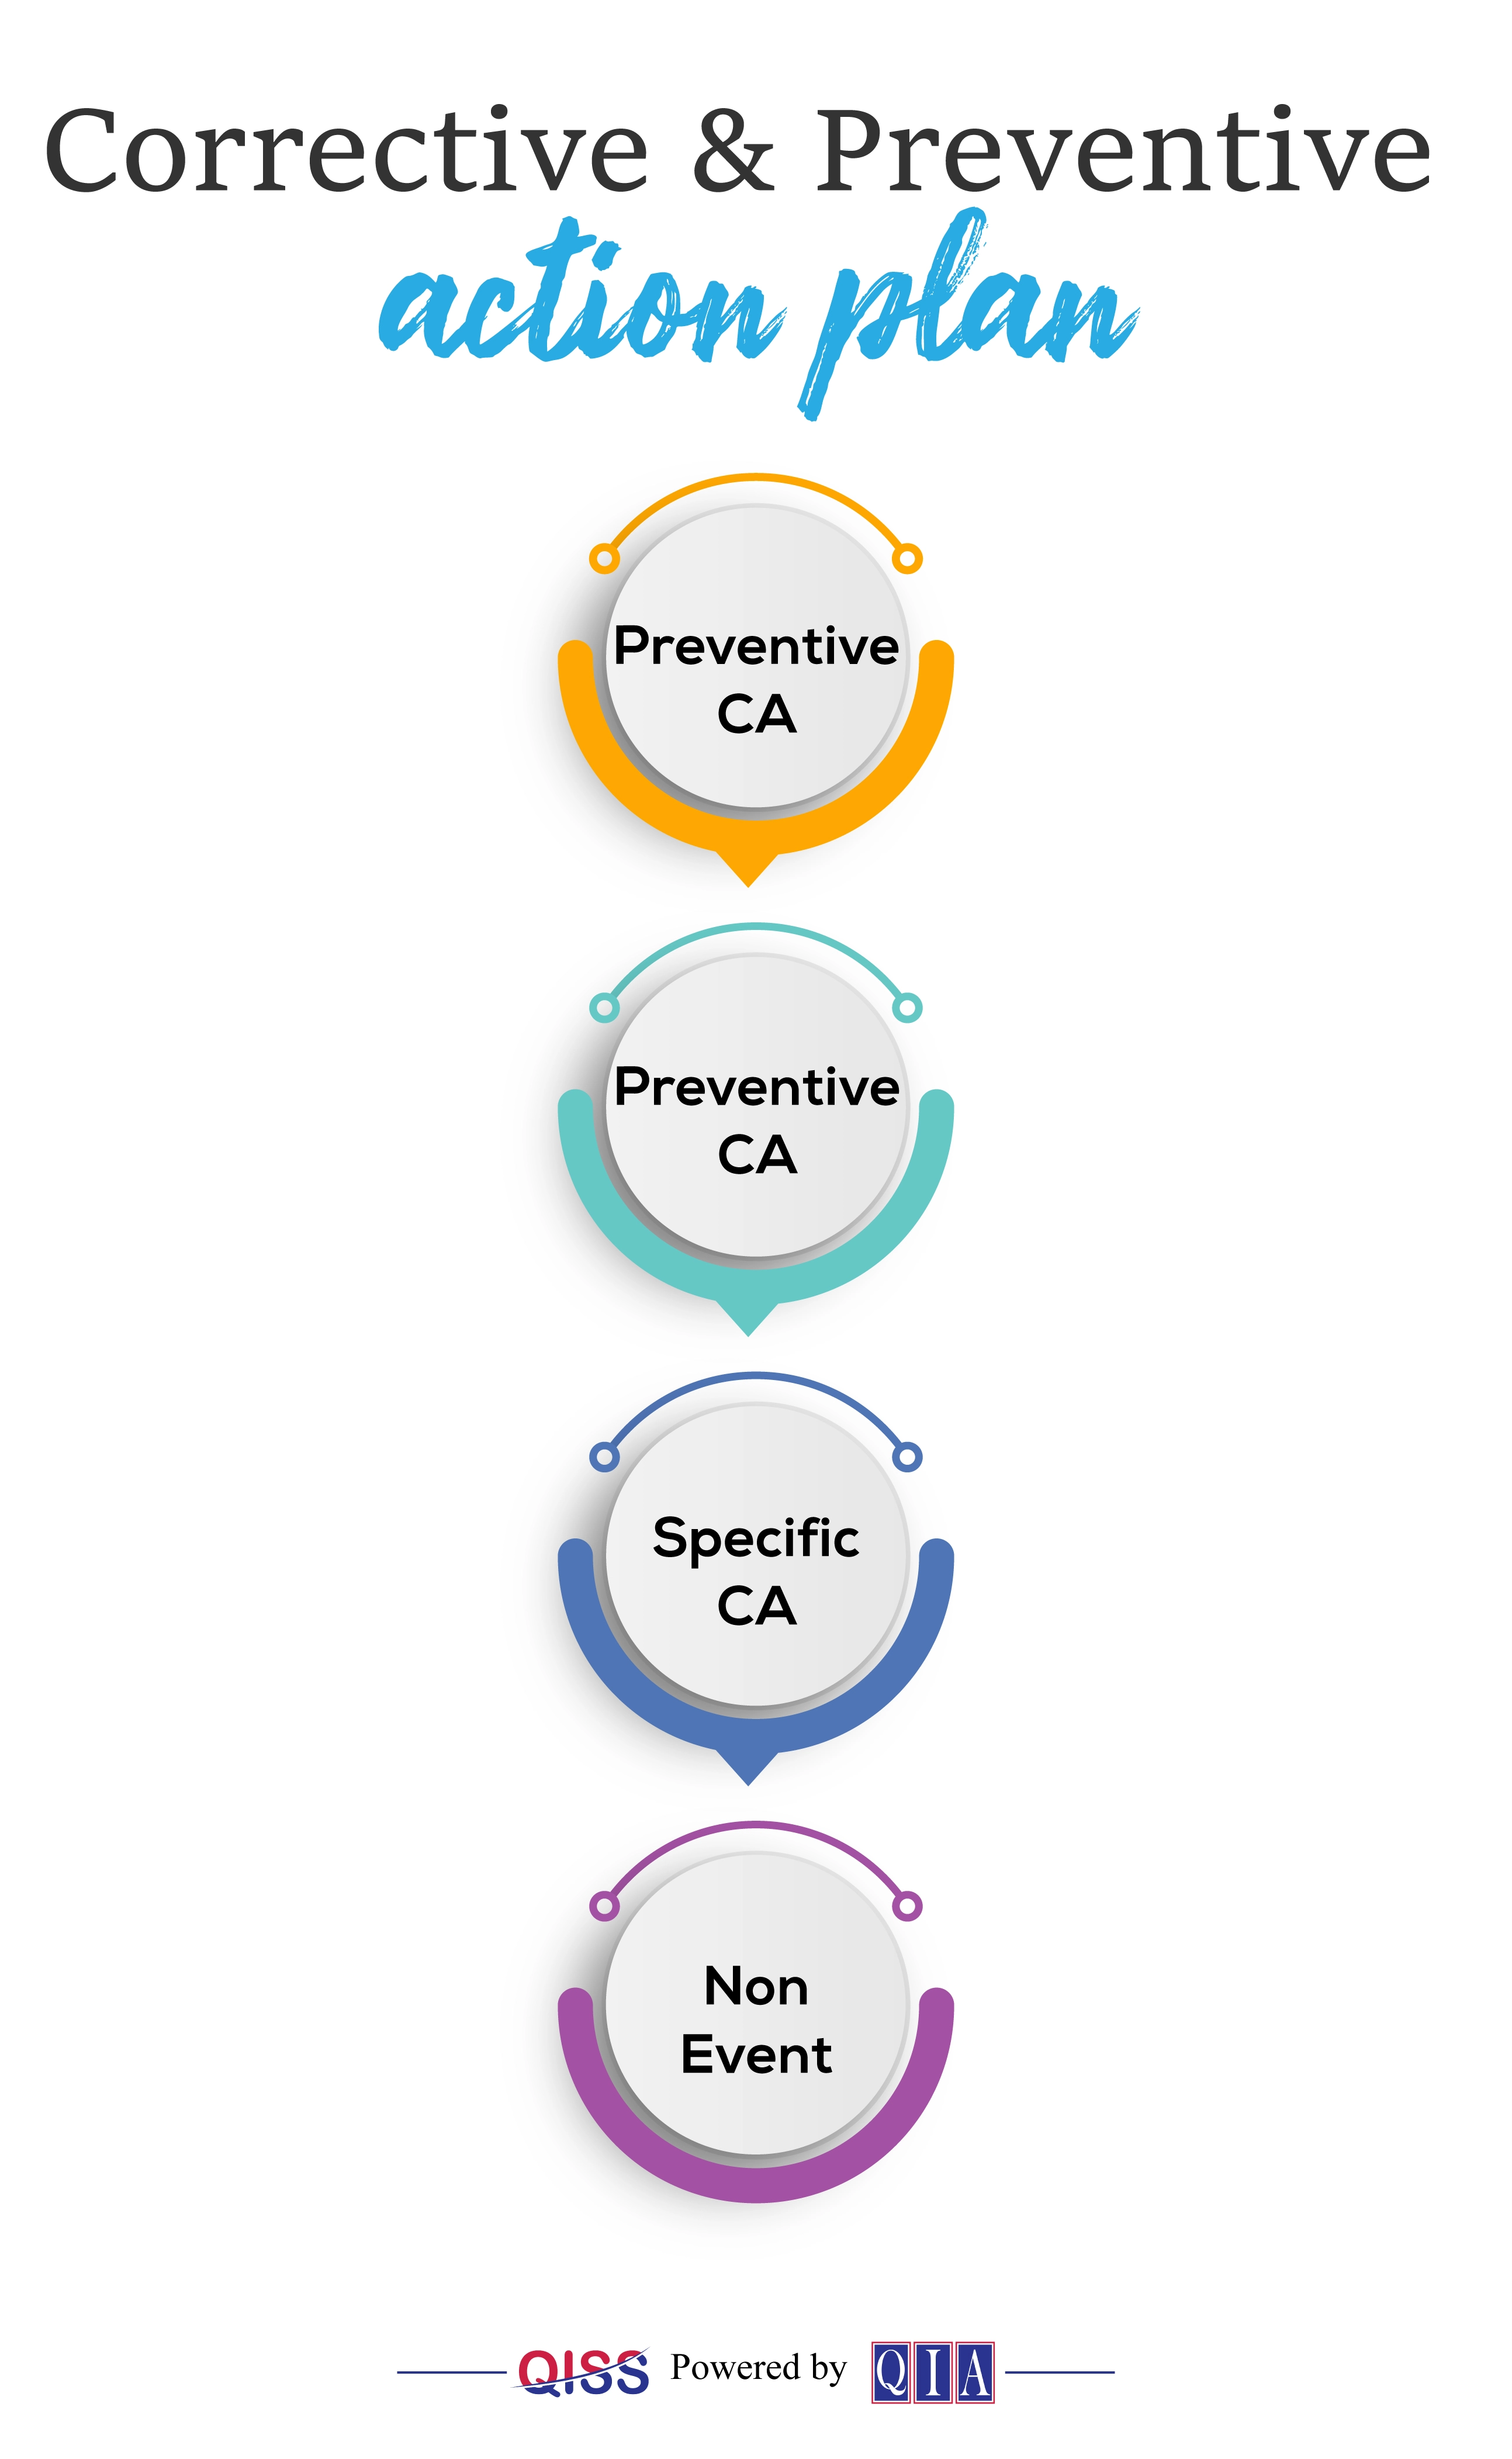 Corrective & Preventive
action plan
Preventive
CA
Preventive
CA
Specific
CA
Non
Event
QISS Powered by QIA